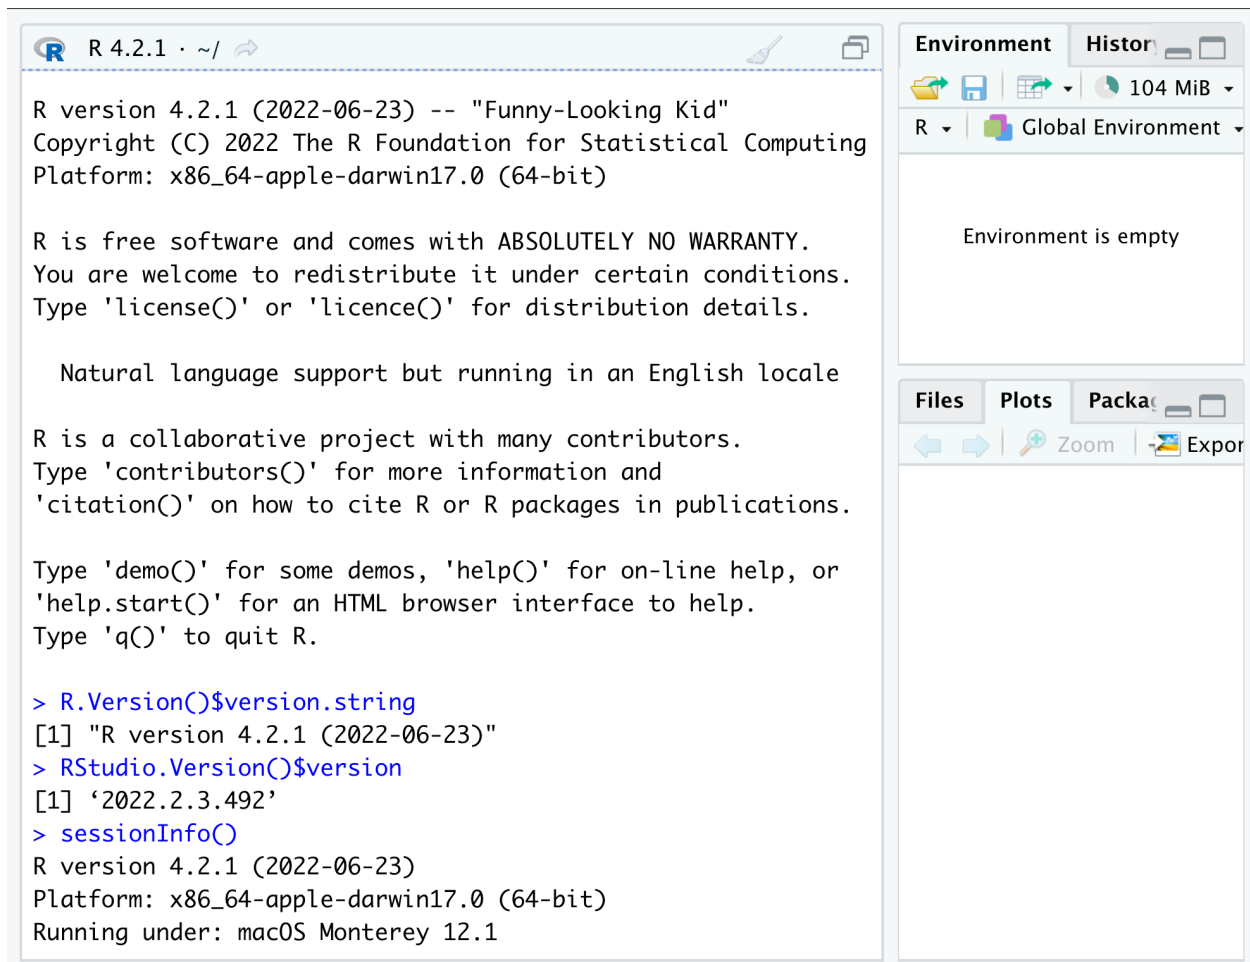 R 4.2.1 · ~/
R version 4.2.1 (2022-06-23) -- "Funny-Looking Kid"
Copyright (C) 2022 The R Foundation for Statistical Computing
Platform: x86_64-apple-darwin17.0 (64-bit)
R is free software and comes with ABSOLUTELY NO WARRANTY.
You are welcome to redistribute it under certain conditions.
Type 'license()' or 'licence()' for distribution details.
Natural language support but running in an English locale
R is a collaborative project with many contributors.
Type 'contributors()' for more information and
'citation()' on how to cite R or R packages in publications.
Type 'demo()' for some demos, 'help()' for on-line help, or
'help.start()' for an HTML browser interface to help.
Type 'q()' to quit R.
> R.Version()$version.string
[1] "R version 4.2.1 (2022-06-23)"
> RStudio.Version()$version
[1] ‘2022.2.3.492’
> sessionInfo()
R version 4.2.1 (2022-06-23)
Platform: x86_64-apple-darwin17.0 (64-bit)
Running under: macOS Monterey 12.1
Environment Histor
104 MiB
R Global Environment
Environment is empty
Files Plots Packa
Zoom Expor